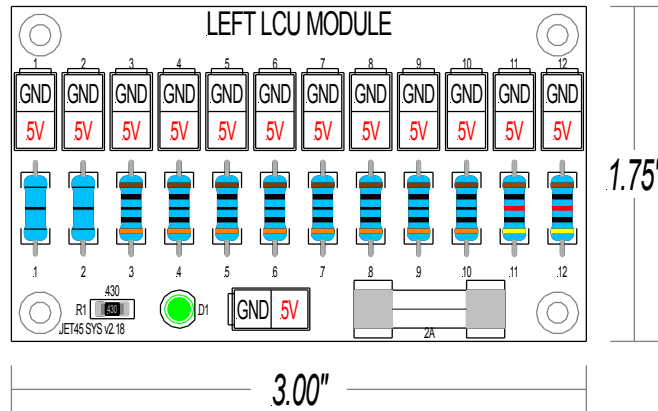 LEFT LCU MODULE
1 2 3 4 5 6 7 8 9 10 11 12
GND GND GND GND GND GND GND GND GND GND GND GND
.5V .5V .5V .5V .5V .5V .5V .5V .5V .5V .5V .5V
1.75"
.1 2 3 .4 .5 .6 .7 8 .9 .10 .11 .12
430
R1 430 D1 GND .5V
JET45 SYS v2.18
2A
3.00"